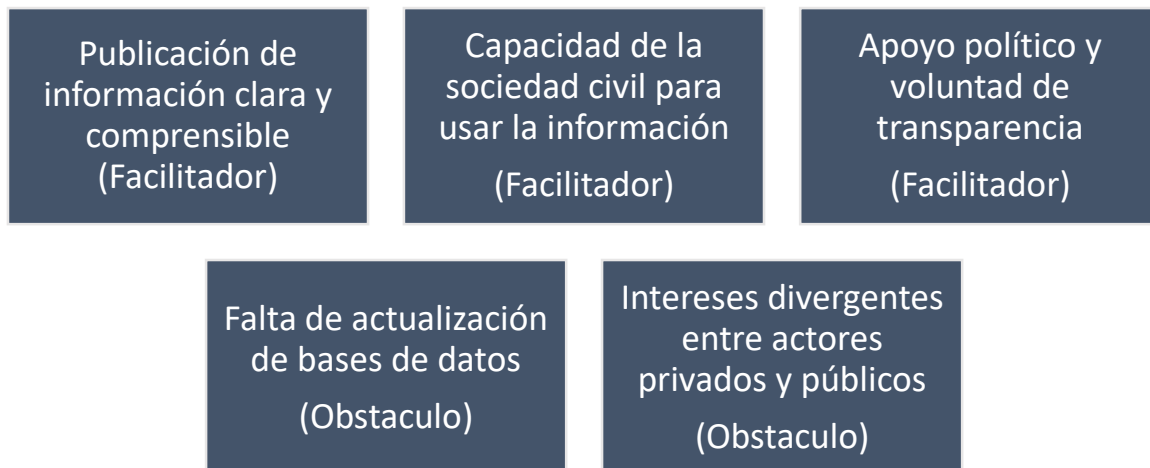 Publicación de
información clara y
comprensible
(Facilitador)
Capacidad de la
sociedad civil para
usar la información
(Facilitador)
Apoyo político y
voluntad de
transparencia
(Facilitador)
Falta de actualización
de bases de datos
(Obstaculo)
Intereses divergentes
entre actores
privados y públicos
(Obstaculo)